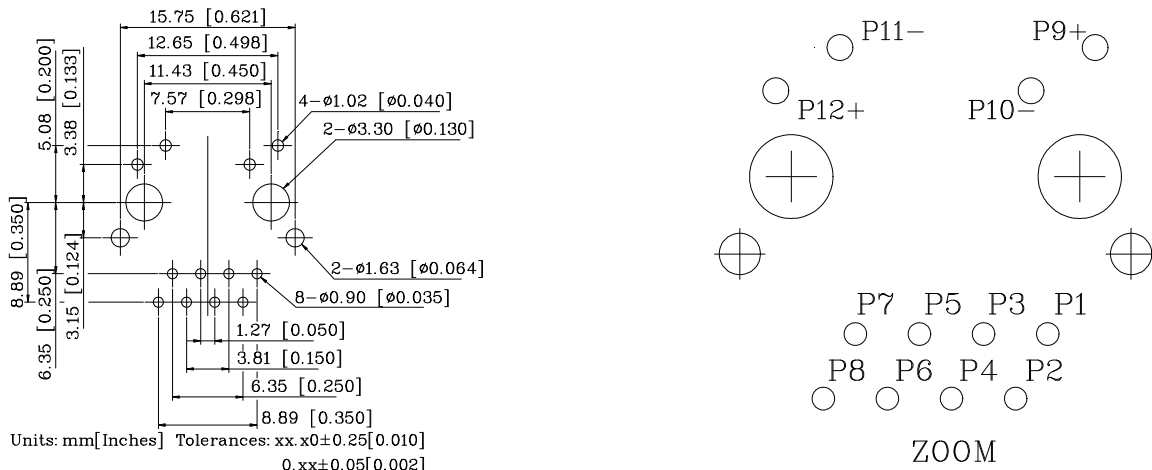 15.75 [0.621]
12.65 [0.498]
11.43 [0.450]
7.57 [0.298]
5.08 [0.200]
3.38 [0.133]
4-ø1.02 [ø0.040]
2-ø3.30 [ø0.130]
8.89 [0.350]
6.35 [0.250]
3.15 [0.124]
2-ø1.63 [ø0.064]
8-ø0.90 [ø0.035]
1.27 [0.050]
3.81 [0.150]
6.35 [0.250]
8.89 [0.350]
Units: mm[Inches] Tolerances: xx.x0±0.25[0.010]
0.xx±0.05[0.002]
P11-
P9+
P12+
P10-
P7 P5 P3 P1
P8 P6 P4 P2
ZOOM